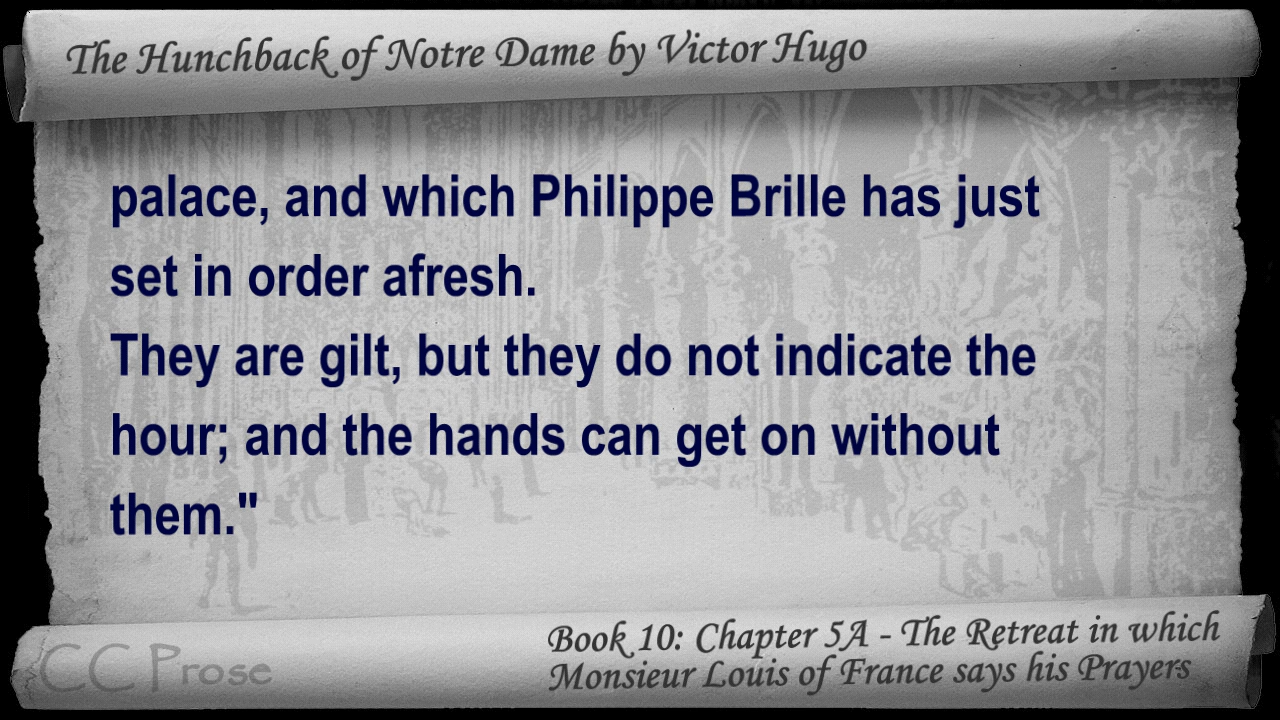 The Hunchback of Notre Dame by Victor Hugo
palace, and which Philippe Brille has just
set in order afresh.
They are gilt, but they do not indicate the
hour; and the hands can get on without
them."
Book 10: Chapter 5A - The Retreat in which
Monsieur Louis of France says his Prayers
CC Prose